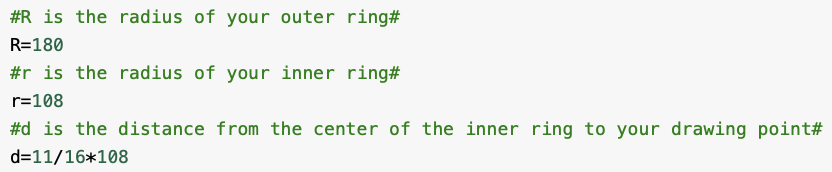 #R is the radius of your outer ring#
R=180
#r is the radius of your inner ring#
r=108
#d is the distance from the center of the inner ring to your drawing point#
d=11/16*108